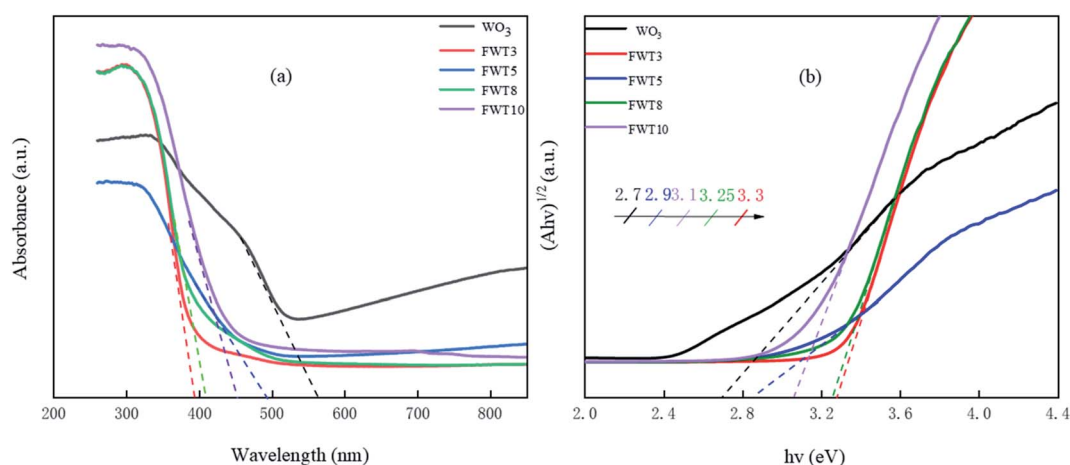 WO3
FWT3
FWT5
FWT8
FWT10
(a)
Absorbance (a.u.)
200 300 400 500 600 700 800
Wavelength (nm)
WO3
FWT3
FWT5
FWT8
FWT10
(b)
2.7 2.9 3.1 3.25 3.3
(Ahv)1/2 (a.u.)
2.0 2.4 2.8 3.2 3.6 4.0 4.4
hv (eV)